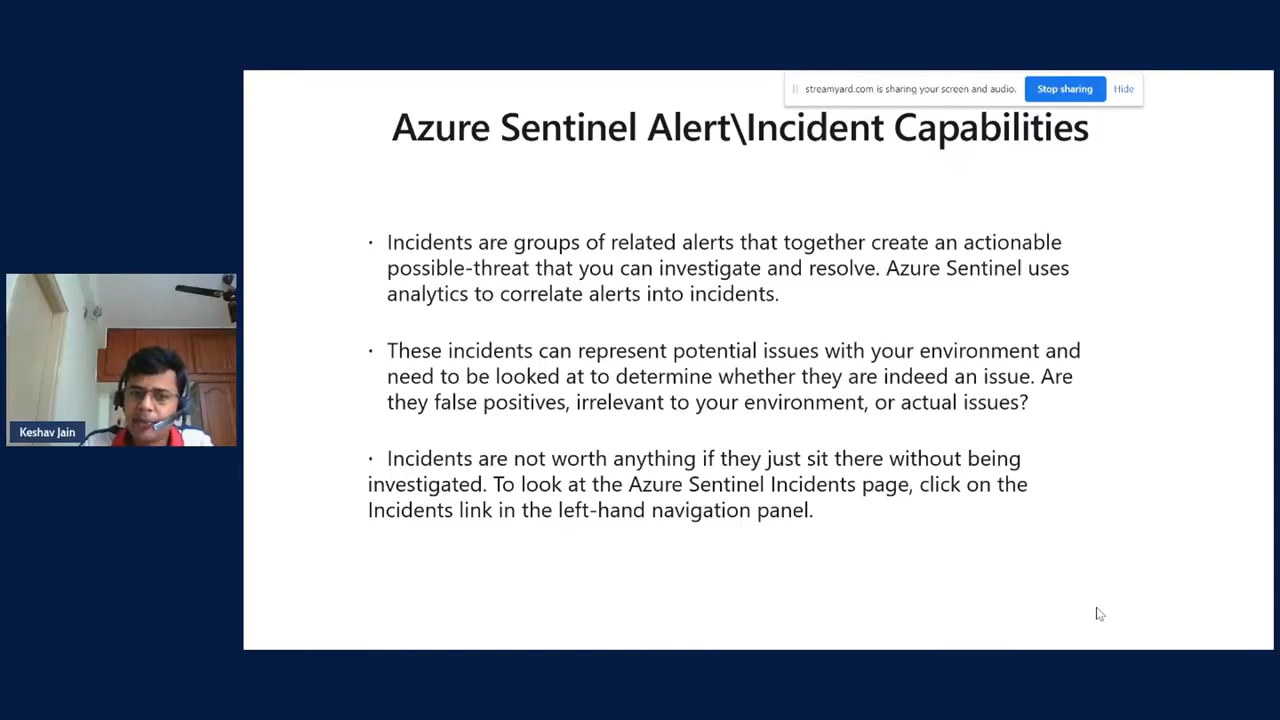 streamyard.com is sharing your screen and audio. Stop sharing Hide
Azure Sentinel Alert\Incident Capabilities
· Incidents are groups of related alerts that together create an actionable
possible-threat that you can investigate and resolve. Azure Sentinel uses
analytics to correlate alerts into incidents.
· These incidents can represent potential issues with your environment and
need to be looked at to determine whether they are indeed an issue. Are
they false positives, irrelevant to your environment, or actual issues?
· Incidents are not worth anything if they just sit there without being
investigated. To look at the Azure Sentinel Incidents page, click on the
Incidents link in the left-hand navigation panel.
Keshav Jain